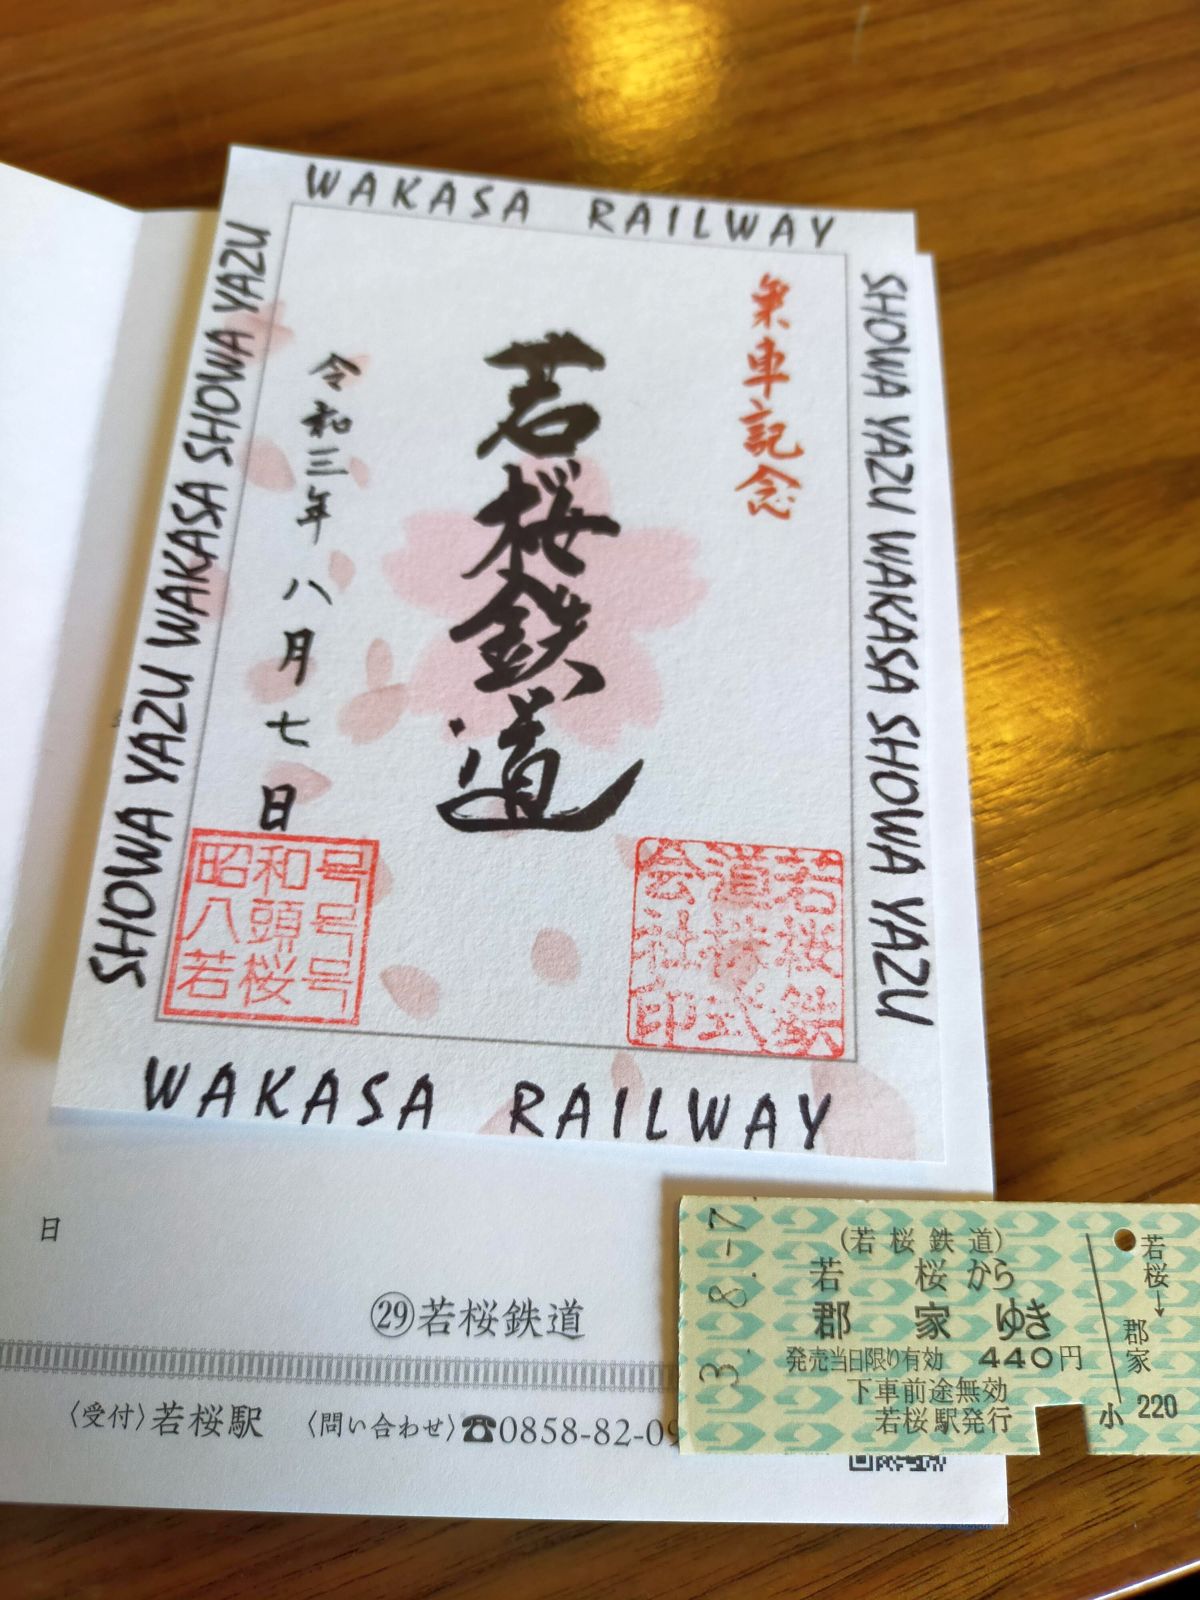 WAKASA RAILWAY
SHOWA YAZU WAKASA SHOWA YAZU
乗車記念
若桜鉄道
令和三年 八月七日
SHOWA YAZU WAKASA SHOWA YAZU
若桜鉄
道株式
会社印
昭和号
八頭号
若桜号
WAKASA RAILWAY
日
㉙若桜鉄道
〈受付〉若桜駅 〈問い合わせ〉☎0858-82-09
3.-8.-7
(若桜鉄道)
若桜から
郡家ゆき
発売当日限り有効 440円
下車前途無効
若桜駅発行
若桜→郡家
小 220